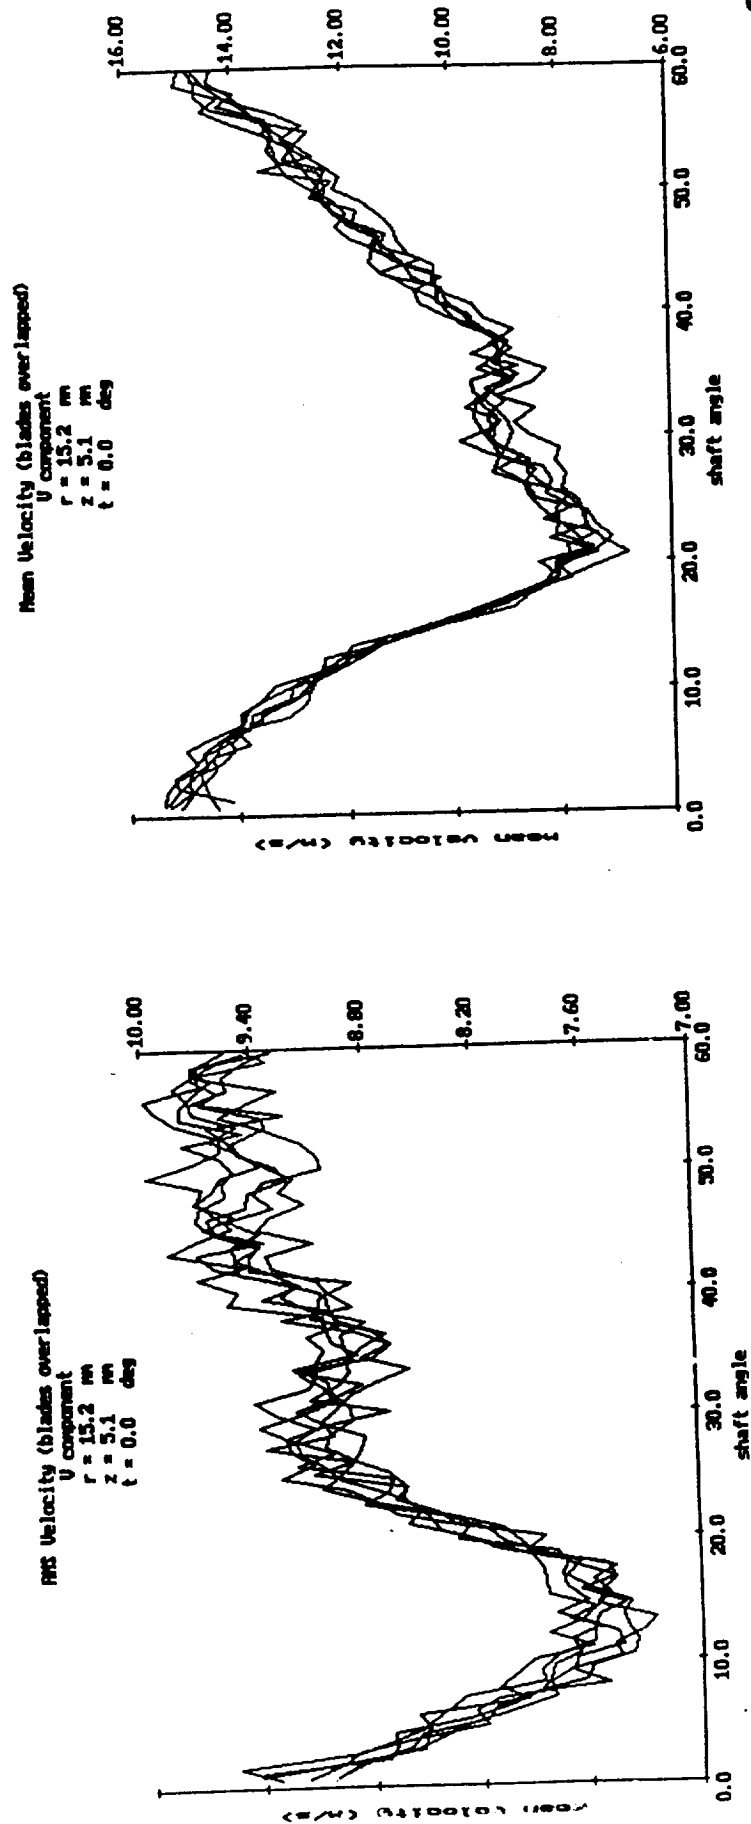 RMS Velocity (blades overlapped)
V component
r = 15.2 mm
z = 5.1 mm
t = 0.0 deg
10.00
9.40
8.80
8.20
7.60
7.00
mean velocity (m/s)
0.0 10.0 20.0 30.0 40.0 50.0 60.0
shaft angle
Mean Velocity (blades overlapped)
V component
r = 15.2 mm
z = 5.1 mm
t = 0.0 deg
16.00
14.00
12.00
10.00
8.00
6.00
mean velocity (m/s)
0.0 10.0 20.0 30.0 40.0 50.0 60.0
shaft angle